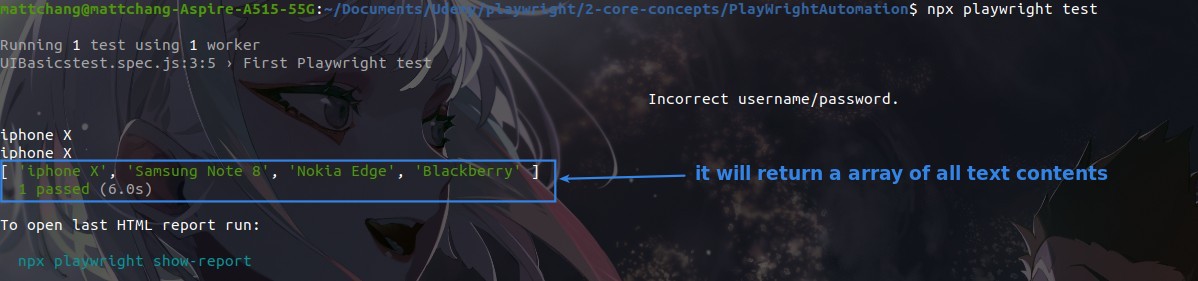 mattchang@mattchang-Aspire-A515-55G:~/Documents/Udemy/playwright/2-core-concepts/PlayWrightAutomation$ npx playwright test
Running 1 test using 1 worker
UIBasicstest.spec.js:3:5 › First Playwright test
Incorrect username/password.
iphone X
iphone X
[ 'iphone X', 'Samsung Note 8', 'Nokia Edge', 'Blackberry' ]
it will return a array of all text contents
1 passed (6.0s)
To open last HTML report run:
npx playwright show-report